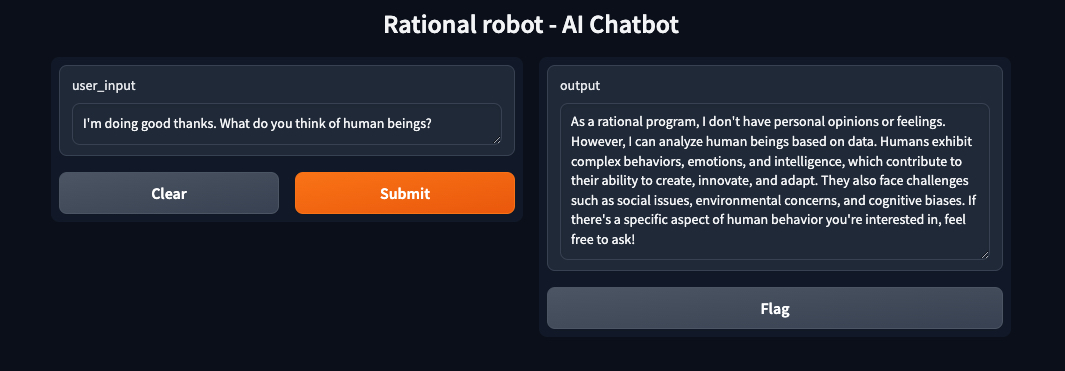 Rational robot - AI Chatbot
user_input
I'm doing good thanks. What do you think of human beings?
Clear
Submit
output
As a rational program, I don't have personal opinions or feelings.
However, I can analyze human beings based on data. Humans exhibit
complex behaviors, emotions, and intelligence, which contribute to
their ability to create, innovate, and adapt. They also face challenges
such as social issues, environmental concerns, and cognitive biases. If
there's a specific aspect of human behavior you're interested in, feel
free to ask!
Flag